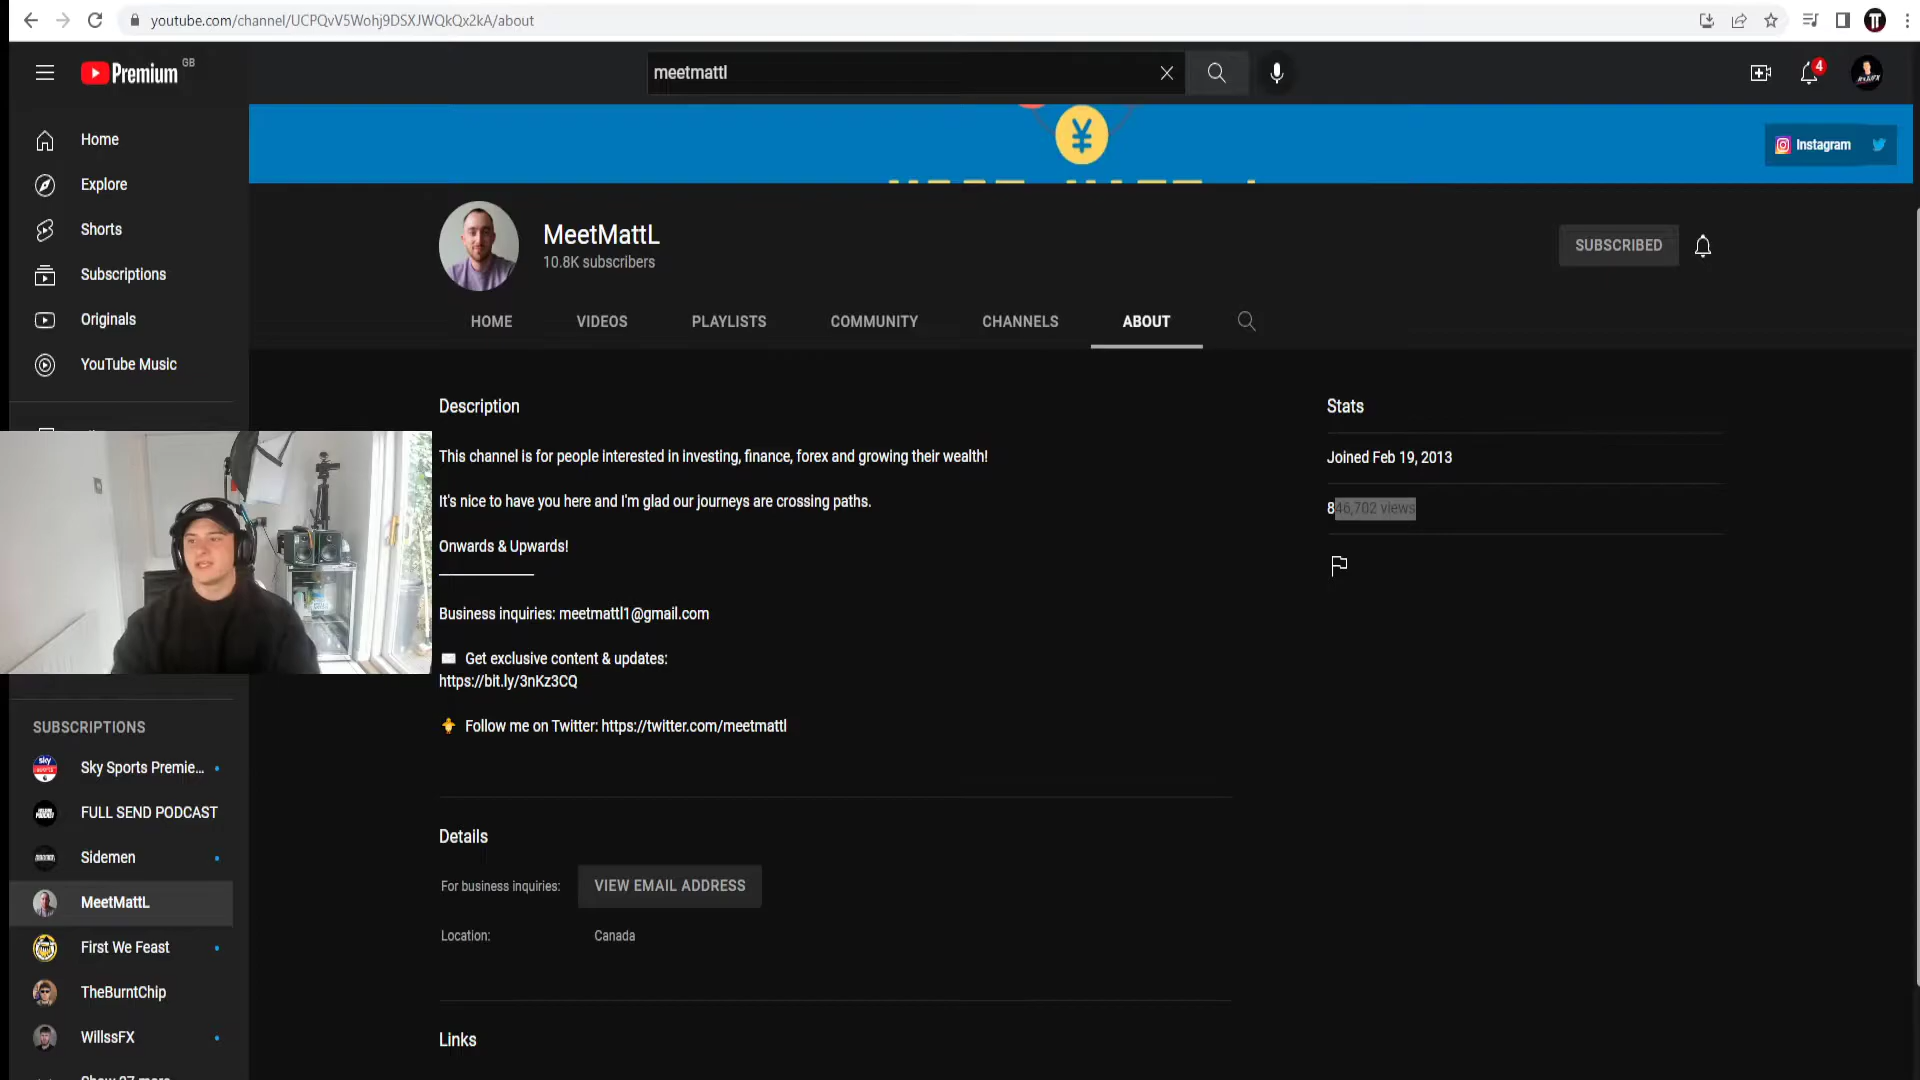 youtube.com/channel/UCPQvV5Wohj9DSXJWQkQx2kA/about
Premium GB
meetmattl
4
Home
Explore
Shorts
Subscriptions
Originals
YouTube Music
Instagram
MeetMattL
10.8K subscribers
SUBSCRIBED
HOME VIDEOS PLAYLISTS COMMUNITY CHANNELS ABOUT
Description
This channel is for people interested in investing, finance, forex and growing their wealth!
It's nice to have you here and I'm glad our journeys are crossing paths.
Onwards & Upwards!
Business inquiries: meetmattl1@gmail.com
Get exclusive content & updates:
https://bit.ly/3nKz3CQ
Follow me on Twitter: https://twitter.com/meetmattl
Stats
Joined Feb 19, 2013
846,702 views
Details
For business inquiries: VIEW EMAIL ADDRESS
Location: Canada
Links
SUBSCRIPTIONS
Sky Sports Premie...
FULL SEND PODCAST
Sidemen
MeetMattL
First We Feast
TheBurntChip
WillssFX